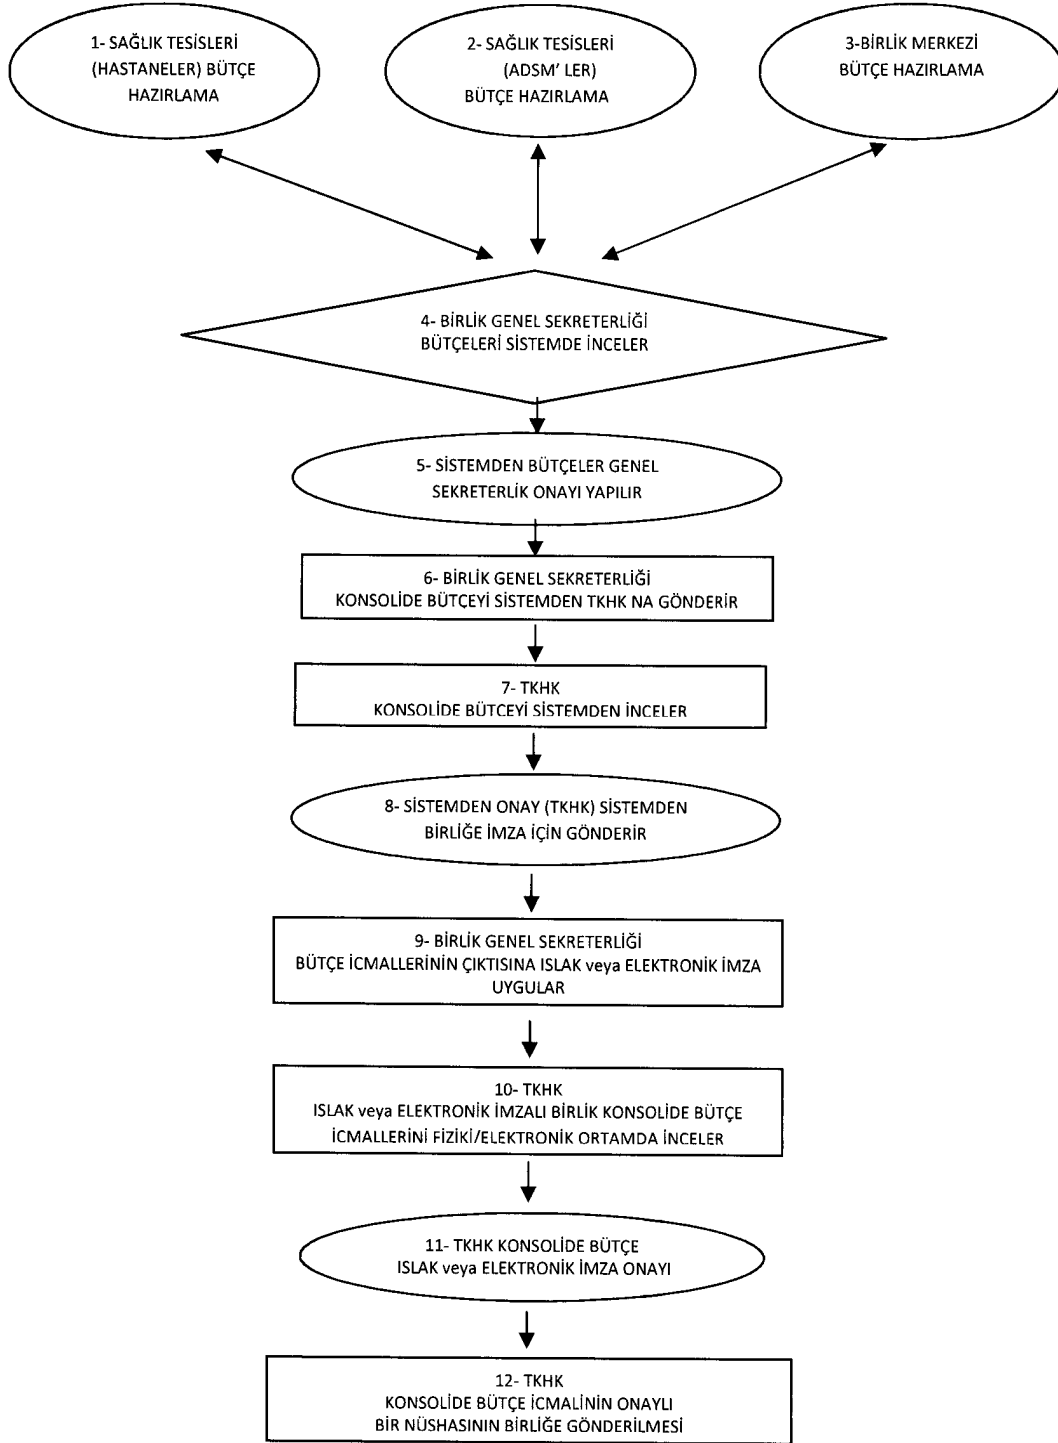 1- SAĞLIK TESİSLERİ
(HASTANELER) BÜTÇE
HAZIRLAMA
2- SAĞLIK TESİSLERİ
(ADSM' LER)
BÜTÇE HAZIRLAMA
3-BİRLİK MERKEZİ
BÜTÇE HAZIRLAMA
4- BİRLİK GENEL SEKRETERLİĞİ
BÜTÇELERİ SİSTEMDE İNCELER
5- SİSTEMDEN BÜTÇELER GENEL
SEKRETERLİK ONAYI YAPILIR
6- BİRLİK GENEL SEKRETERLİĞİ
KONSOLİDE BÜTÇEYİ SİSTEMDEN TKHK NA GÖNDERİR
7- TKHK
KONSOLİDE BÜTCEYİ SİSTEMDEN İNCELER
8- SİSTEMDEN ONAY (TKHK) SİSTEMDEN
BİRLİĞE İMZA İÇİN GÖNDERİR
9- BİRLİK GENEL SEKRETERLİĞİ
BÜTÇE İCMALLERİNİN ÇIKTISINA ISLAK veya ELEKTRONİK İMZA
UYGULAR
10- TKHK
ISLAK veya ELEKTRONİK İMZALI BİRLİK KONSOLİDE BÜTÇE
İCMALLERİNİ FİZİKİ/ELEKTRONİK ORTAMDA İNCELER
11- TKHK KONSOLİDE BÜTÇE
ISLAK veya ELEKTRONİK İMZA ONAYI
12- TKHK
KONSOLİDE BÜTÇE İCMALİNİN ONAYLI
BİR NÜSHASININ BİRLİĞE GÖNDERİLMESİ